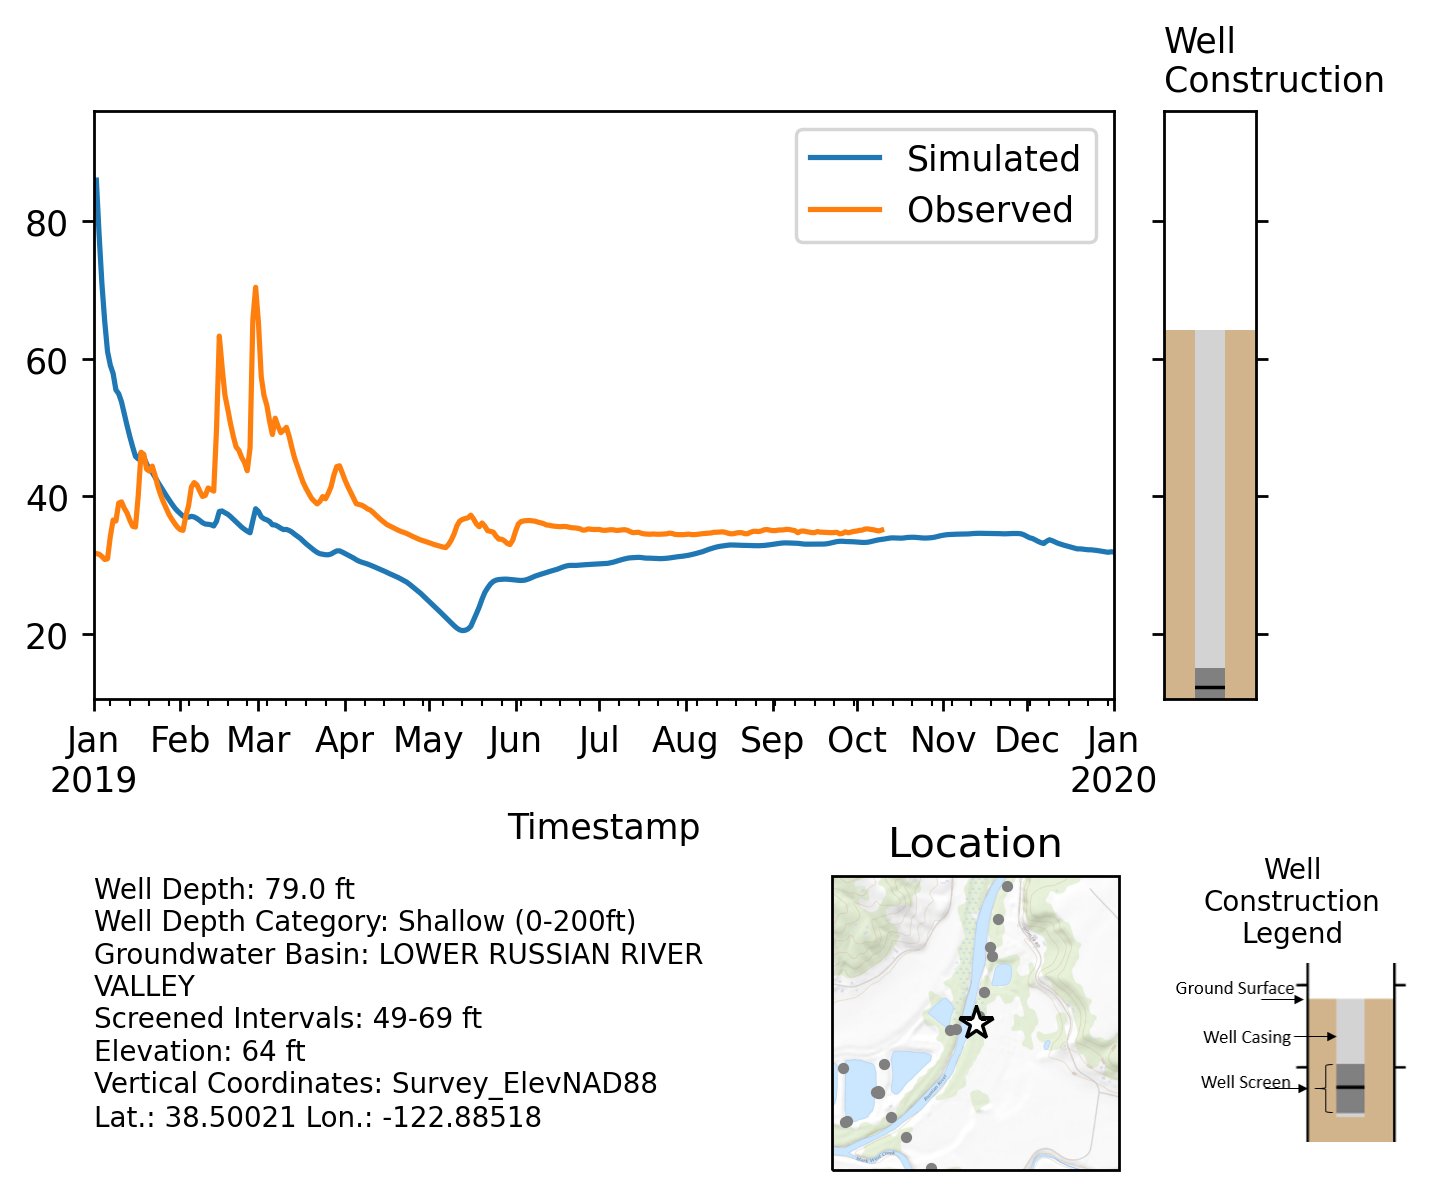 Well
Construction
Simulated
Observed
80
60
40
20
Jan Feb Mar Apr May Jun Jul Aug Sep Oct Nov Dec Jan
2019 2020
Timestamp
Well Depth: 79.0 ft
Well Depth Category: Shallow (0-200ft)
Groundwater Basin: LOWER RUSSIAN RIVER
VALLEY
Screened Intervals: 49-69 ft
Elevation: 64 ft
Vertical Coordinates: Survey_ElevNAD88
Lat.: 38.50021 Lon.: -122.88518
Location
Well
Construction
Legend
Ground Surface
Well Casing
Well Screen